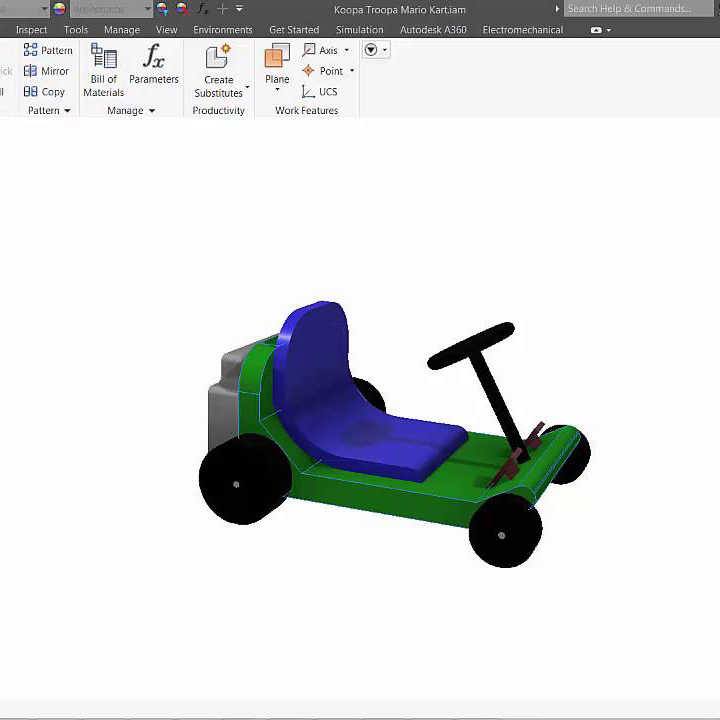 Koopa Troopa Mario Kart.iam
Search Help & Commands...
Inspect Tools Manage View Environments Get Started Simulation Autodesk A360 Electromechanical
Pattern
Mirror
Copy
Pattern
Bill of
Materials
Parameters
Manage
Create
Substitutes
Productivity
Plane
Axis
Point
UCS
Work Features